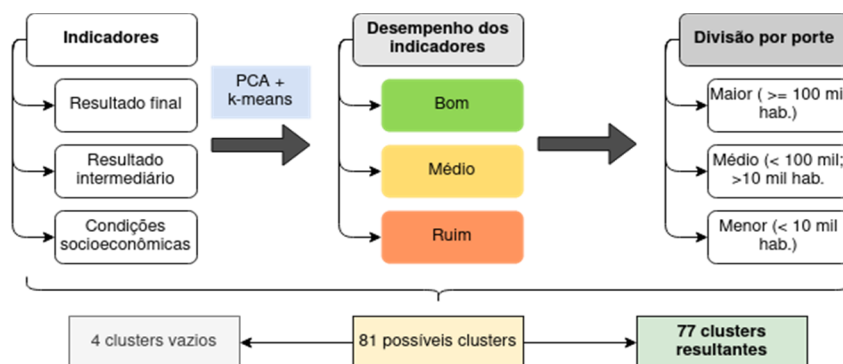 Indicadores
Resultado final
Resultado
intermediário
Condições
socioeconômicas
PCA +
k-means
Desempenho dos
indicadores
Bom
Médio
Ruim
Divisão por porte
Maior ( >= 100 mil
hab.)
Médio (< 100 mil;
>10 mil hab.
Menor (< 10 mil
hab.)
4 clusters vazios
81 possíveis clusters
77 clusters
resultantes